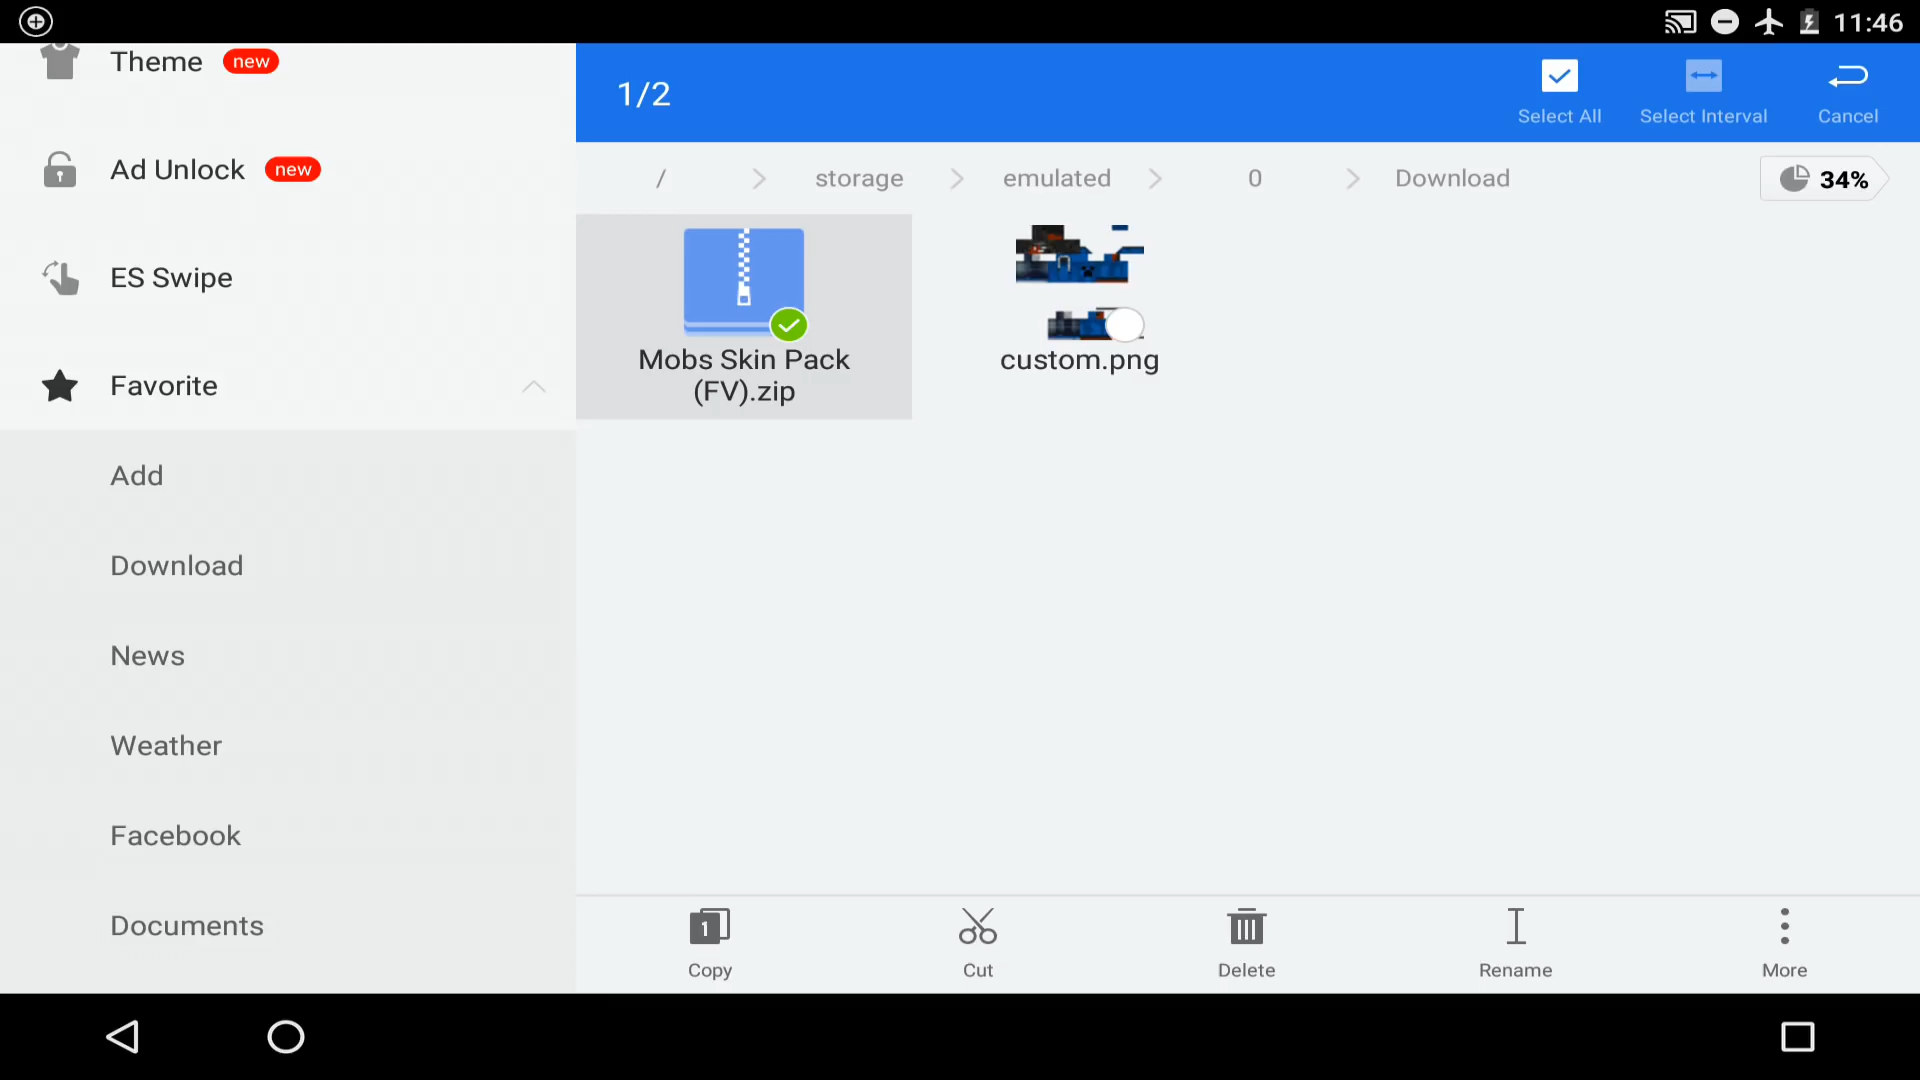 11:46
Theme new
Ad Unlock new
ES Swipe
Favorite
Add
Download
News
Weather
Facebook
Documents
1/2
Select All
Select Interval
Cancel
/ storage emulated 0 Download
34%
Mobs Skin Pack
(FV).zip
custom.png
1
Copy
Cut
Delete
Rename
More